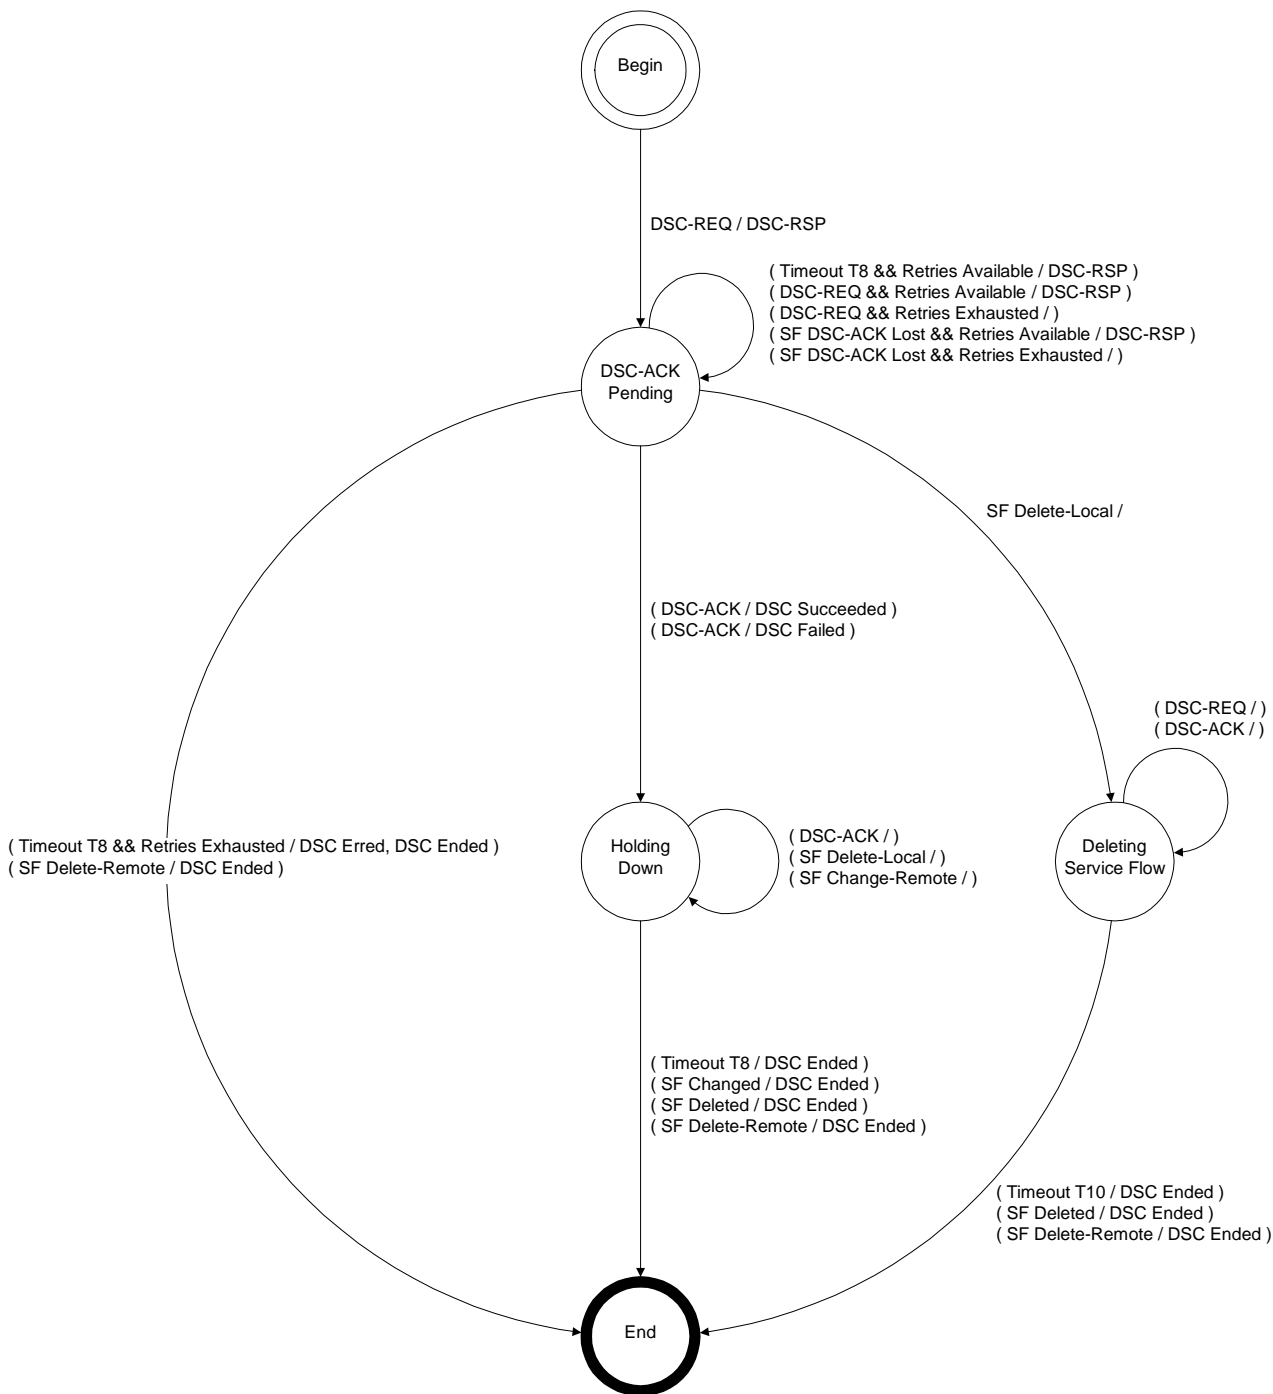 Begin
DSC-REQ / DSC-RSP
( Timeout T8 && Retries Available / DSC-RSP )
( DSC-REQ && Retries Available / DSC-RSP )
( DSC-REQ && Retries Exhausted / )
( SF DSC-ACK Lost && Retries Available / DSC-RSP )
( SF DSC-ACK Lost && Retries Exhausted / )
DSC-ACK
Pending
SF Delete-Local /
( DSC-ACK / DSC Succeeded )
( DSC-ACK / DSC Failed )
( DSC-REQ / )
( DSC-ACK / )
( Timeout T8 && Retries Exhausted / DSC Erred, DSC Ended )
( SF Delete-Remote / DSC Ended )
Holding
Down
( DSC-ACK / )
( SF Delete-Local / )
( SF Change-Remote / )
Deleting
Service Flow
( Timeout T8 / DSC Ended )
( SF Changed / DSC Ended )
( SF Deleted / DSC Ended )
( SF Delete-Remote / DSC Ended )
( Timeout T10 / DSC Ended )
( SF Deleted / DSC Ended )
( SF Delete-Remote / DSC Ended )
End